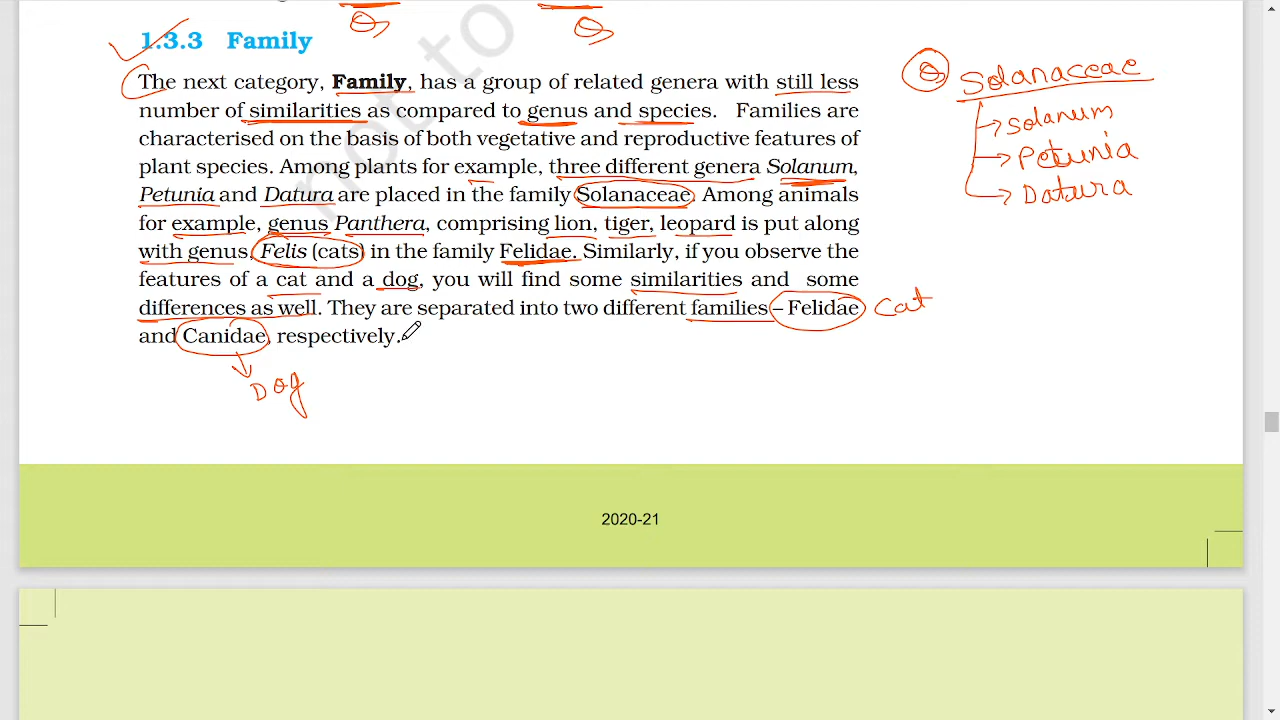 Q Q
1.3.3 Family
The next category, Family, has a group of related genera with still less
number of similarities as compared to genus and species. Families are
characterised on the basis of both vegetative and reproductive features of
plant species. Among plants for example, three different genera Solanum,
Petunia and Datura are placed in the family Solanaceae. Among animals
for example, genus Panthera, comprising lion, tiger, leopard is put along
with genus, Felis (cats) in the family Felidae. Similarly, if you observe the
features of a cat and a dog, you will find some similarities and some
differences as well. They are separated into two different families – Felidae
and Canidae, respectively.
Cat
Dog
Q Solanaceae
Solanum
Petunia
Datura
not to
2020-21